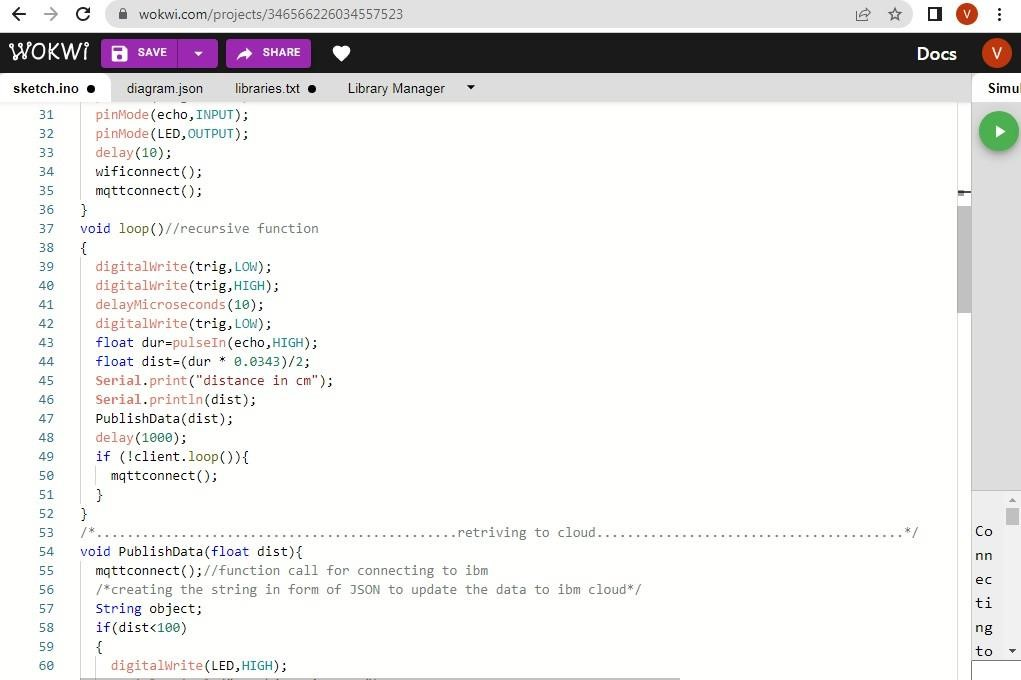 wokwi.com/projects/346566226034557523
V
WOKWi SAVE SHARE Docs V
sketch.ino diagram.json libraries.txt Library Manager Simu
31 pinMode(echo,INPUT);
32 pinMode(LED,OUTPUT);
33 delay(10);
34 wificonnect();
35 mqttconnect();
36 }
37 void loop()//recursive function
38 {
39 digitalWrite(trig,LOW);
40 digitalWrite(trig,HIGH);
41 delayMicroseconds(10);
42 digitalWrite(trig,LOW);
43 float dur=pulseIn(echo,HIGH);
44 float dist=(dur * 0.0343)/2;
45 Serial.print("distance in cm");
46 Serial.println(dist);
47 PublishData(dist);
48 delay(1000);
49 if (!client.loop()){
50 mqttconnect();
51 }
52 }
53 /*...............................................retriving to cloud........................................*/
54 void PublishData(float dist){
55 mqttconnect();//function call for connecting to ibm
56 /*creating the string in form of JSON to update the data to ibm cloud*/
57 String object;
58 if(dist<100)
59 {
60 digitalWrite(LED,HIGH);
Co
nn
ec
ti
ng
to